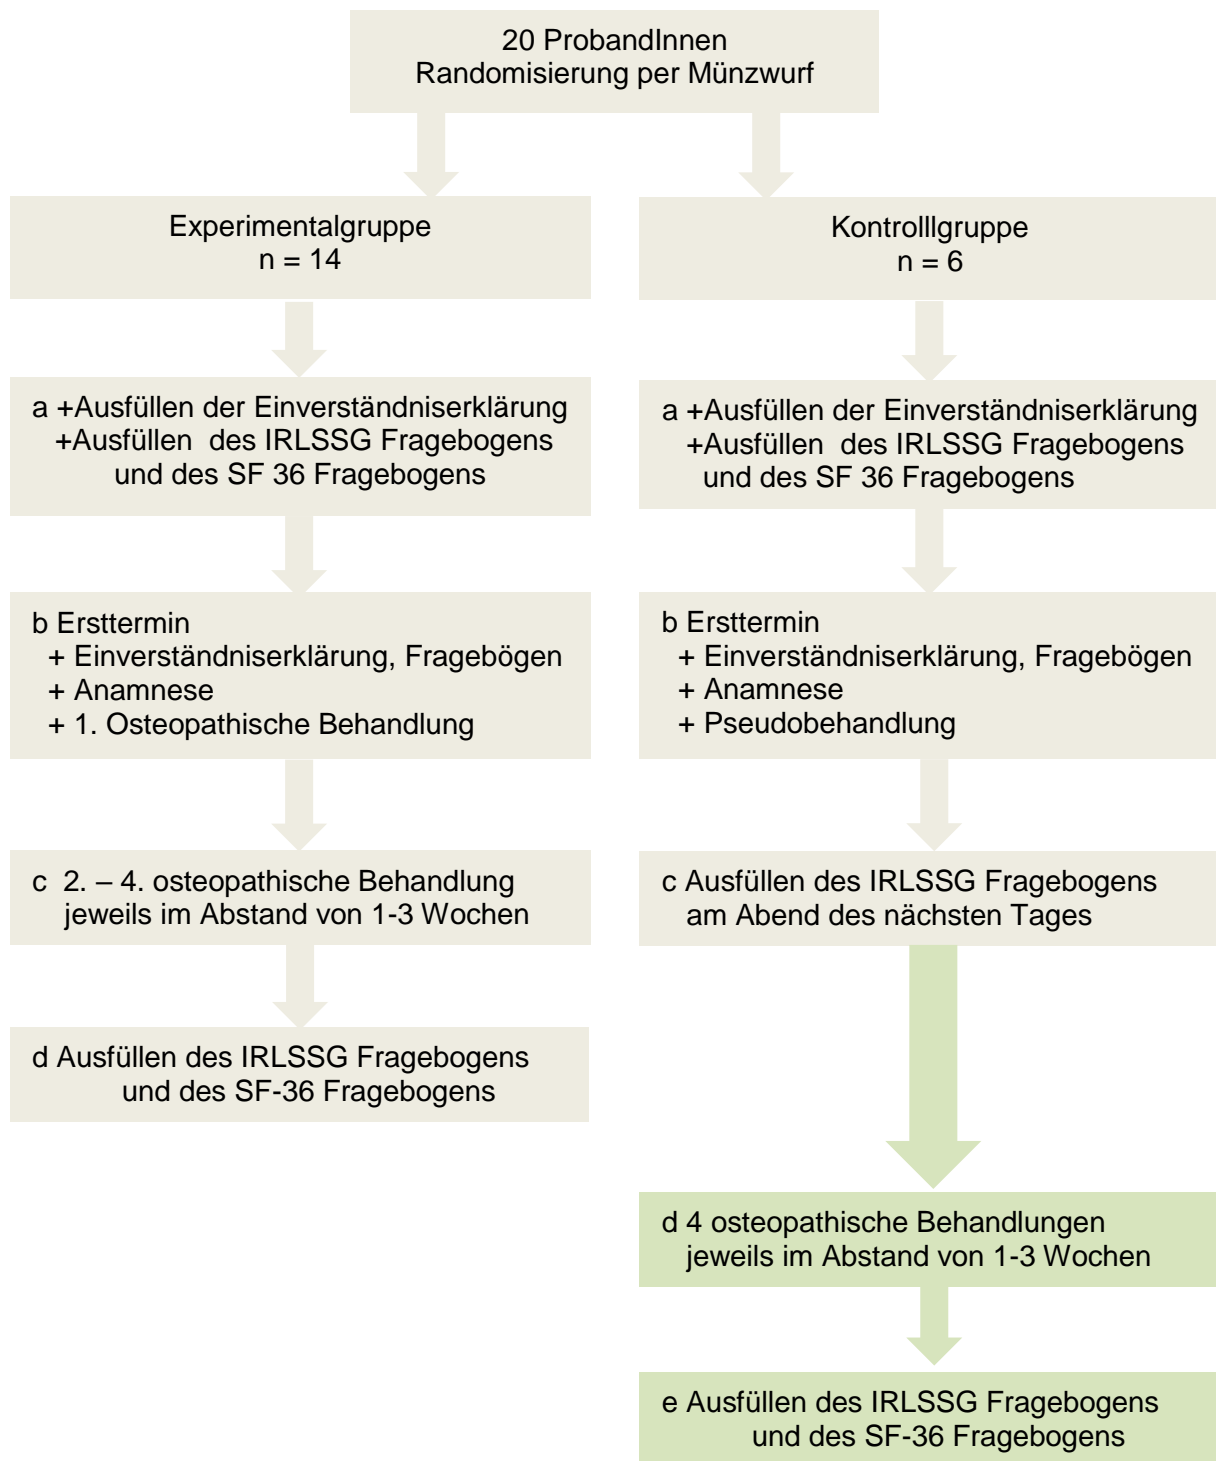 20 ProbandInnen
Randomisierung per Münzwurf
Experimentalgruppe
n = 14
Kontrolllgruppe
n = 6
a +Ausfüllen der Einverständniserklärung
+Ausfüllen des IRLSSG Fragebogens
und des SF 36 Fragebogens
a +Ausfüllen der Einverständniserklärung
+Ausfüllen des IRLSSG Fragebogens
und des SF 36 Fragebogens
b Ersttermin
+ Einverständniserklärung, Fragebögen
+ Anamnese
+ 1. Osteopathische Behandlung
b Ersttermin
+ Einverständniserklärung, Fragebögen
+ Anamnese
+ Pseudobehandlung
c 2. – 4. osteopathische Behandlung
jeweils im Abstand von 1-3 Wochen
c Ausfüllen des IRLSSG Fragebogens
am Abend des nächsten Tages
d Ausfüllen des IRLSSG Fragebogens
und des SF-36 Fragebogens
d 4 osteopathische Behandlungen
jeweils im Abstand von 1-3 Wochen
e Ausfüllen des IRLSSG Fragebogens
und des SF-36 Fragebogens